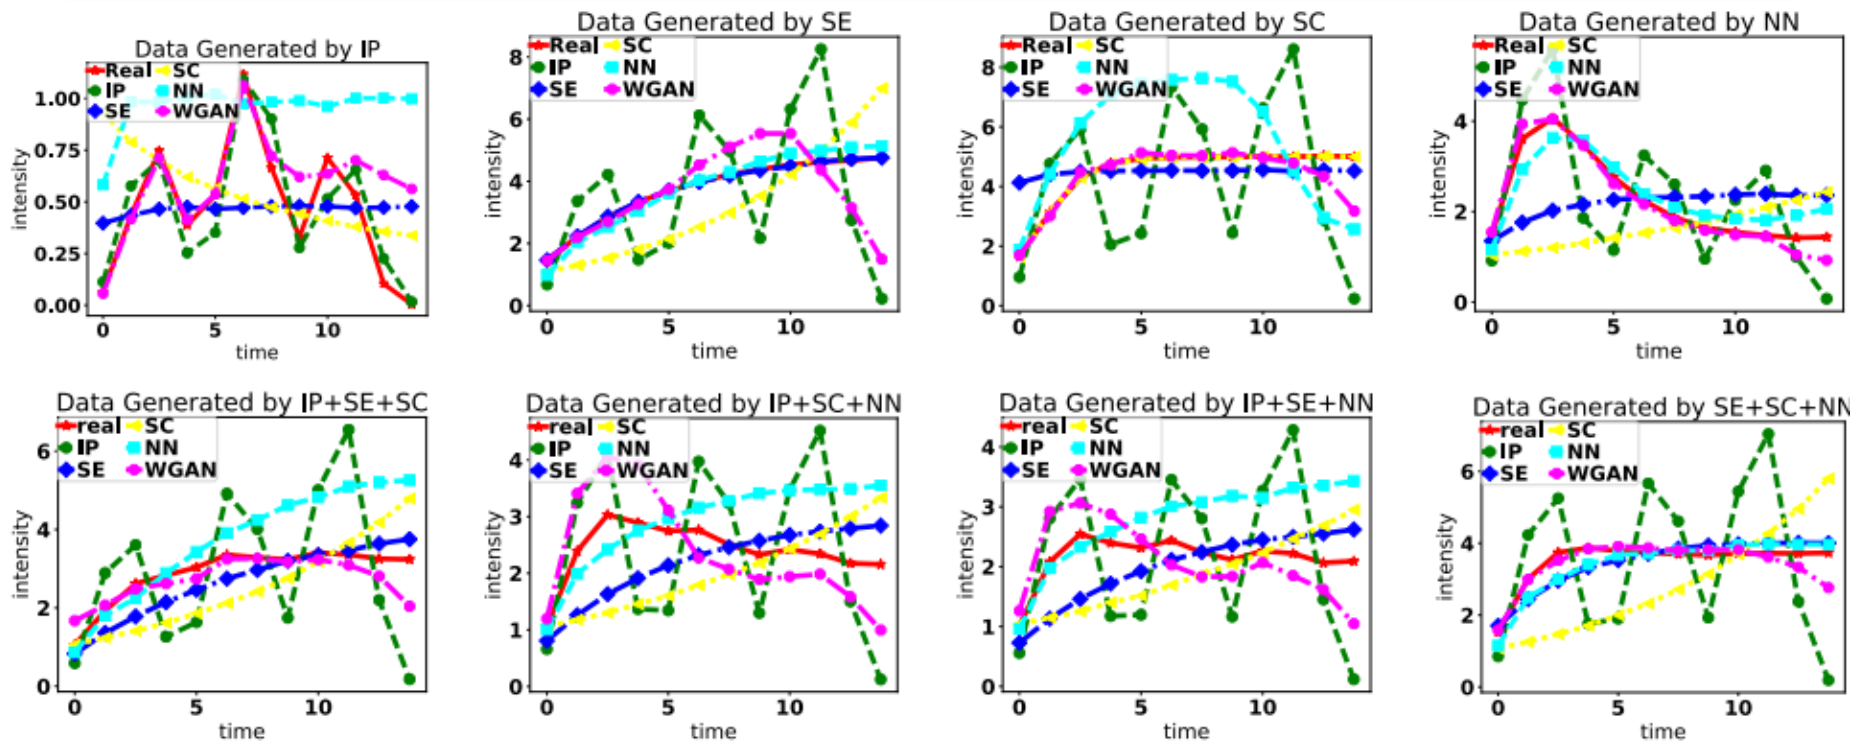 Data Generated by IP
Real SC
IP NN
SE WGAN
1.00
0.75
0.50
0.25
0.00
intensity
0 5 10
time
Data Generated by SE
Real SC
IP NN
SE WGAN
8
6
4
2
0
intensity
0 5 10
time
Data Generated by SC
Real SC
IP NN
SE WGAN
8
6
4
2
0
intensity
0 5 10
time
Data Generated by NN
Real SC
IP NN
SE WGAN
4
2
0
intensity
0 5 10
time
Data Generated by IP+SE+SC
real SC
IP NN
SE WGAN
6
4
2
0
intensity
0 5 10
time
Data Generated by IP+SC+NN
real SC
IP NN
SE WGAN
4
3
2
1
0
intensity
0 5 10
time
Data Generated by IP+SE+NN
real SC
IP NN
SE WGAN
4
3
2
1
0
intensity
0 5 10
time
Data Generated by SE+SC+NN
real SC
IP NN
SE WGAN
6
4
2
0
intensity
0 5 10
time